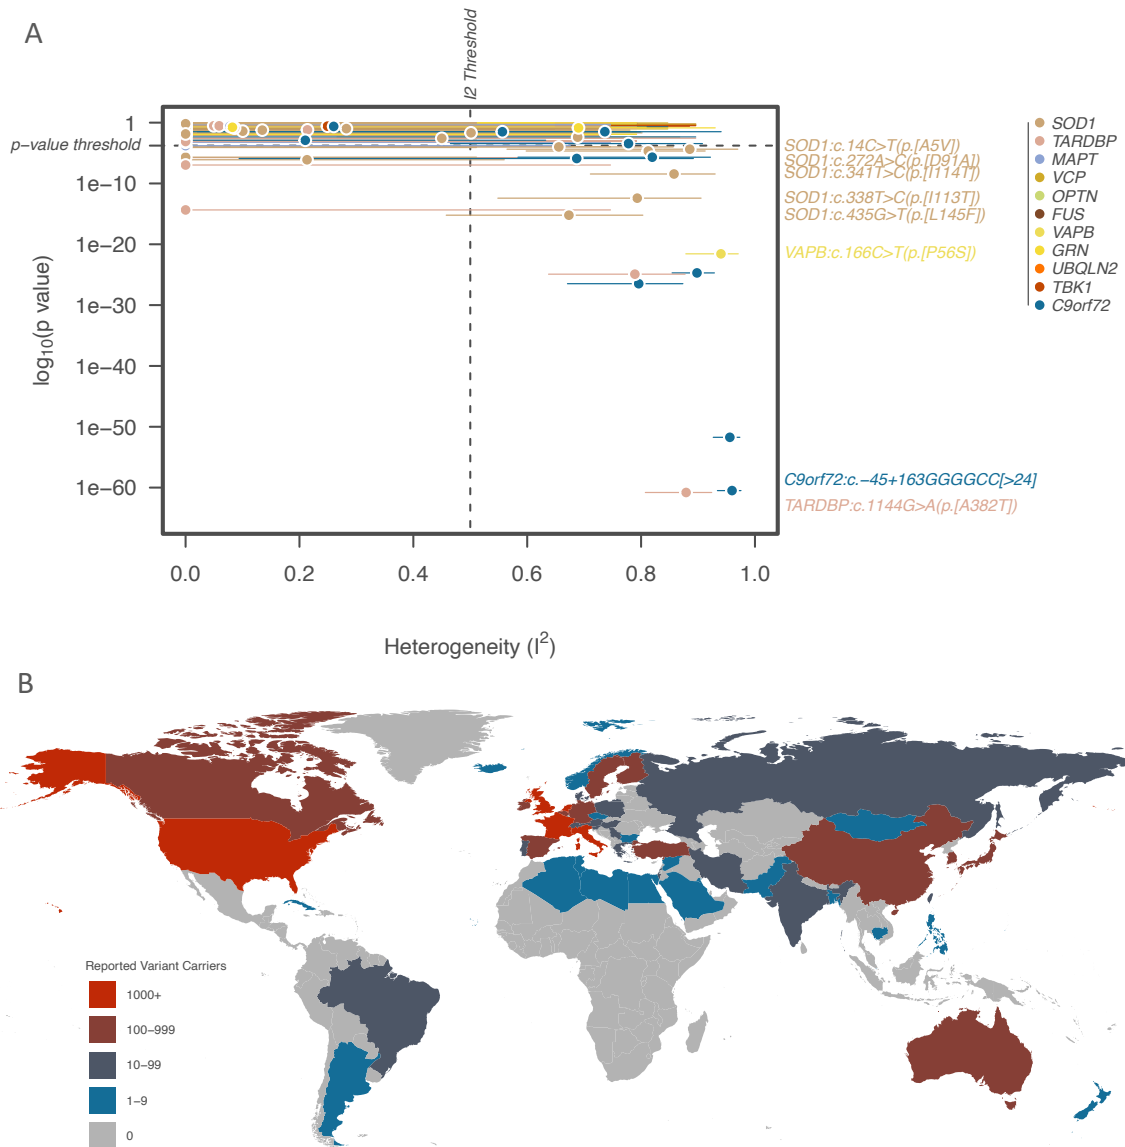 A
I2 Threshold
1
p-value threshold
1e−10
1e−20
1e−30
1e−40
1e−50
1e−60
log10(p value)
0.0
0.2
0.4
0.6
0.8
1.0
Heterogeneity (I2)
SOD1:c.14C>T(p.[A5V])
SOD1:c.272A>C(p.[D91A])
SOD1:c.341T>C(p.[I114T])
SOD1:c.338T>C(p.[I113T])
SOD1:c.435G>T(p.[L145F])
VAPB:c.166C>T(p.[P56S])
C9orf72:c.−45+163GGGGCC[>24]
TARDBP:c.1144G>A(p.[A382T])
SOD1
TARDBP
MAPT
VCP
OPTN
FUS
VAPB
GRN
UBQLN2
TBK1
C9orf72
B
Reported Variant Carriers
1000+
100−999
10−99
1−9
0